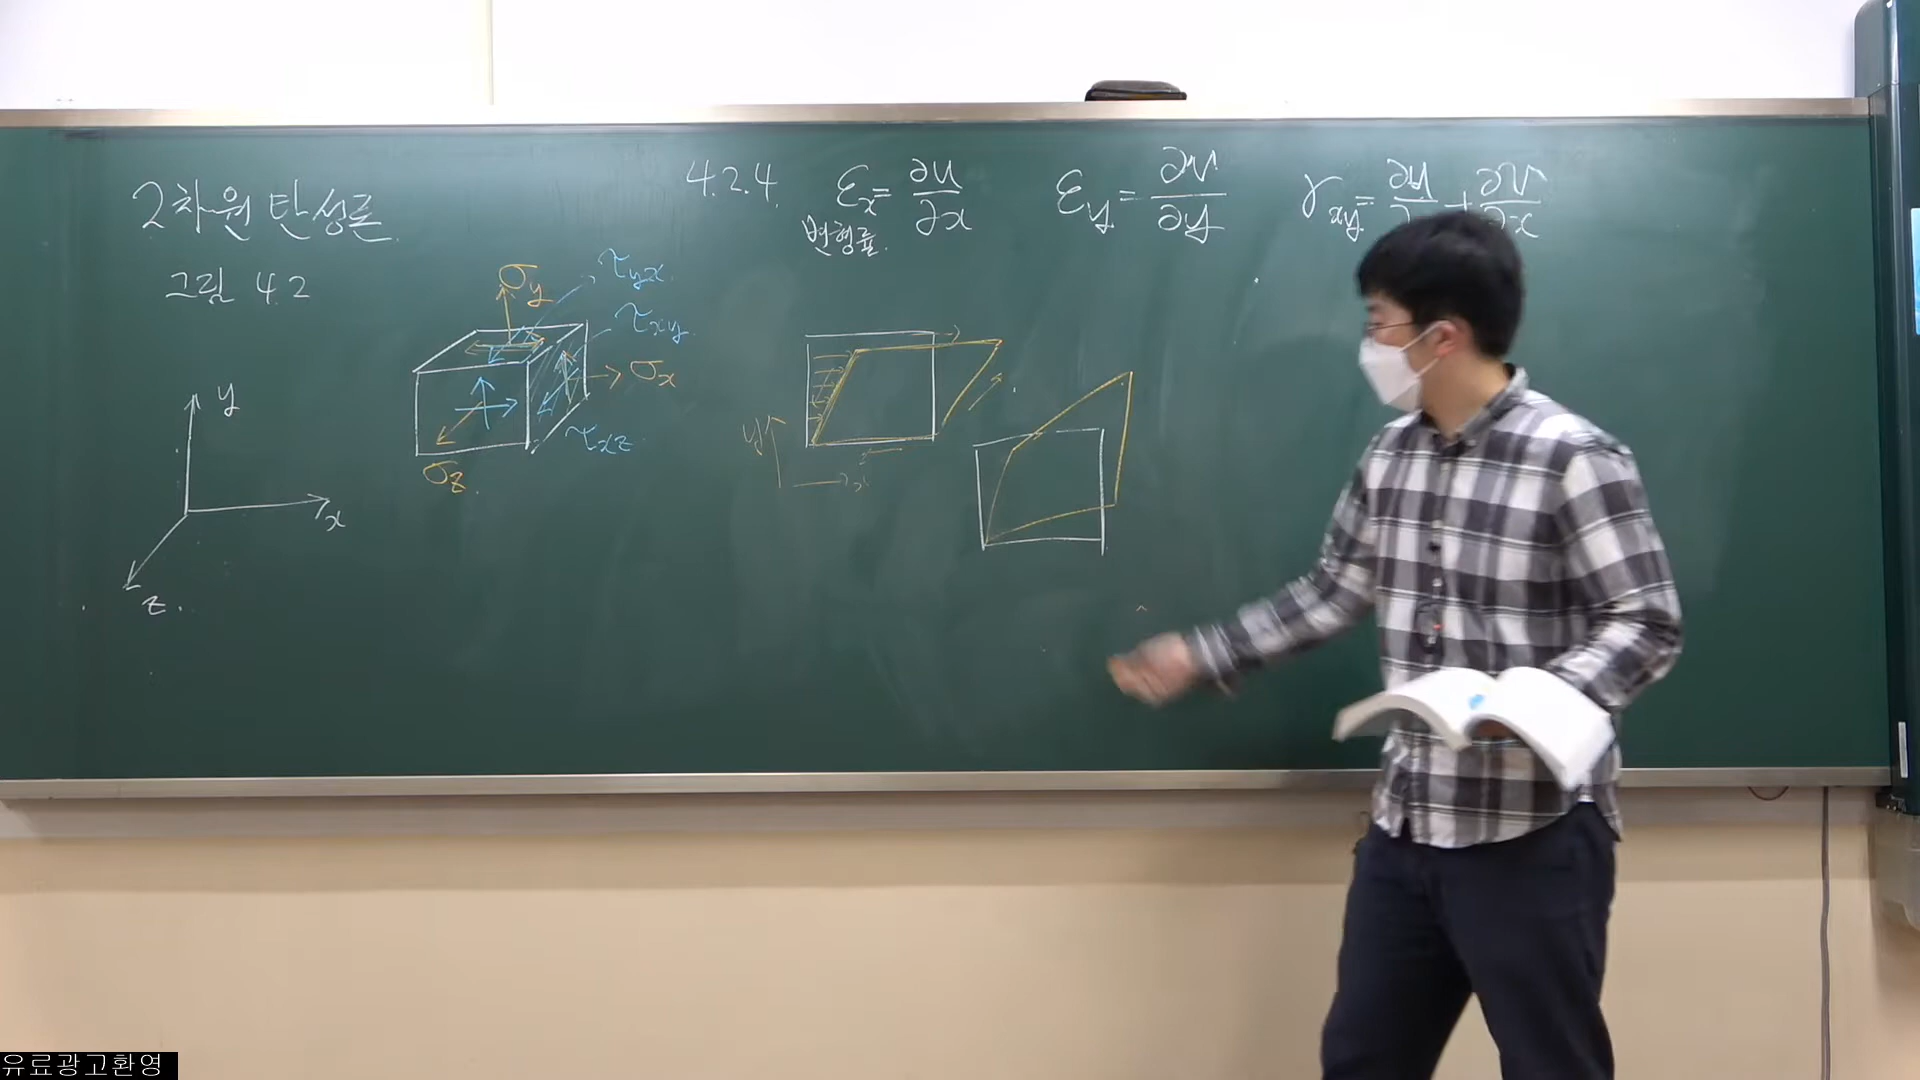 2차원 탄성론
그림 4.2
4.2.4. εx = ∂u/∂x
변형률.
εy = ∂v/∂y
γxy = ∂u/∂ + ∂v/∂x
σy
τyx
τxy
σx
τxz
σz
y
x
z
y
x
유료광고환영